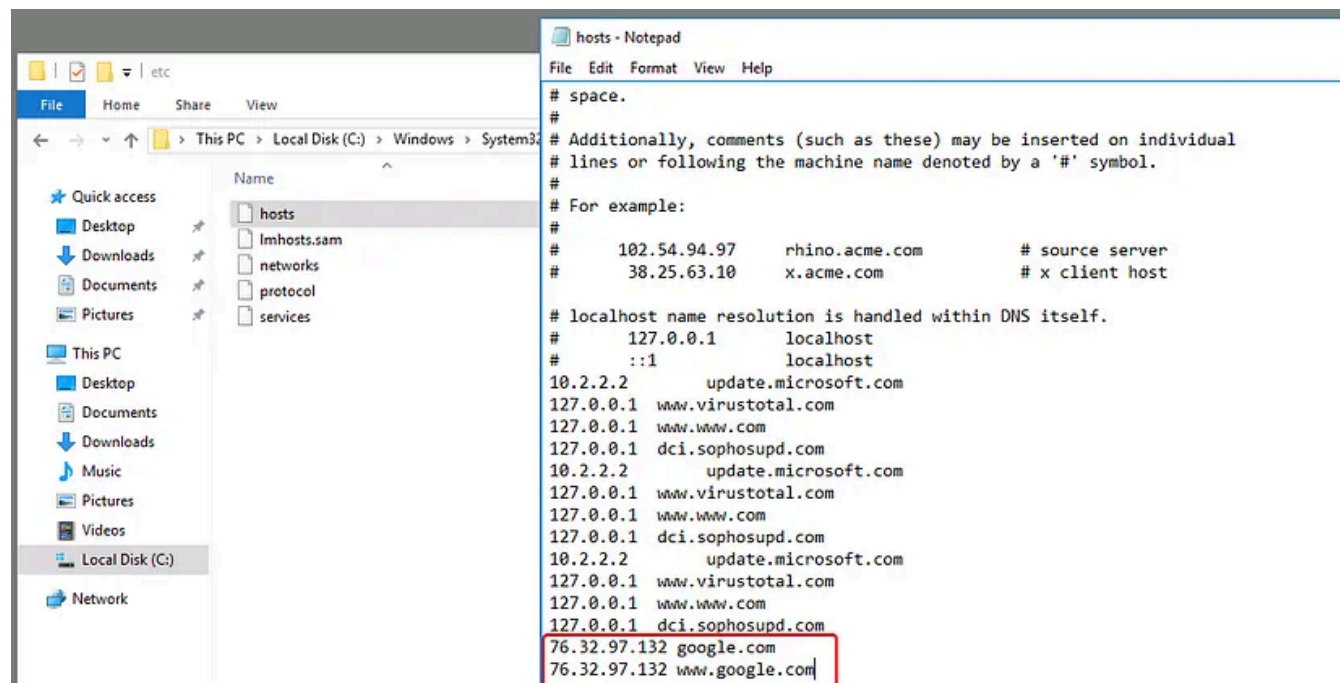 etc
File Home Share View
This PC > Local Disk (C:) > Windows > System32
Name
Quick access
Desktop
Downloads
Documents
Pictures
This PC
Desktop
Documents
Downloads
Music
Pictures
Videos
Local Disk (C:)
Network
hosts
lmhosts.sam
networks
protocol
services
hosts - Notepad
File Edit Format View Help
# space.
#
# Additionally, comments (such as these) may be inserted on individual
# lines or following the machine name denoted by a '#' symbol.
#
# For example:
#
# 102.54.94.97 rhino.acme.com # source server
# 38.25.63.10 x.acme.com # x client host
# localhost name resolution is handled within DNS itself.
# 127.0.0.1 localhost
# ::1 localhost
10.2.2.2 update.microsoft.com
127.0.0.1 www.virustotal.com
127.0.0.1 www.www.com
127.0.0.1 dci.sophosupd.com
10.2.2.2 update.microsoft.com
127.0.0.1 www.virustotal.com
127.0.0.1 www.www.com
127.0.0.1 dci.sophosupd.com
10.2.2.2 update.microsoft.com
127.0.0.1 www.virustotal.com
127.0.0.1 www.www.com
127.0.0.1 dci.sophosupd.com
76.32.97.132 google.com
76.32.97.132 www.google.com